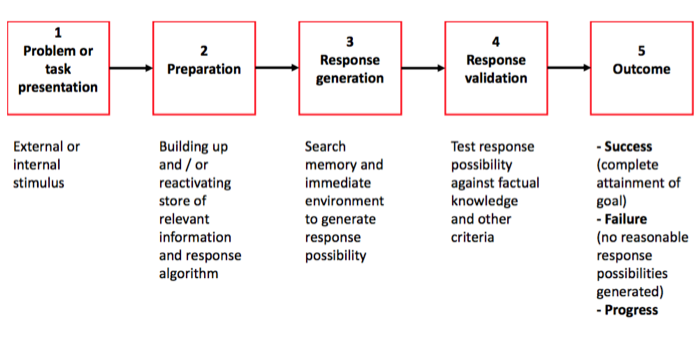 1
Problem or
task
presentation
2
Preparation
3
Response
generation
4
Response
validation
5
Outcome
External or
internal
stimulus
Building up
and / or
reactivating
store of
relevant
information
and response
algorithm
Search
memory and
immediate
environment
to generate
response
possibility
Test response
possibility
against factual
knowledge
and other
criteria
- Success
(complete
attainment of
goal)
- Failure
(no reasonable
response
possibilities
generated)
- Progress